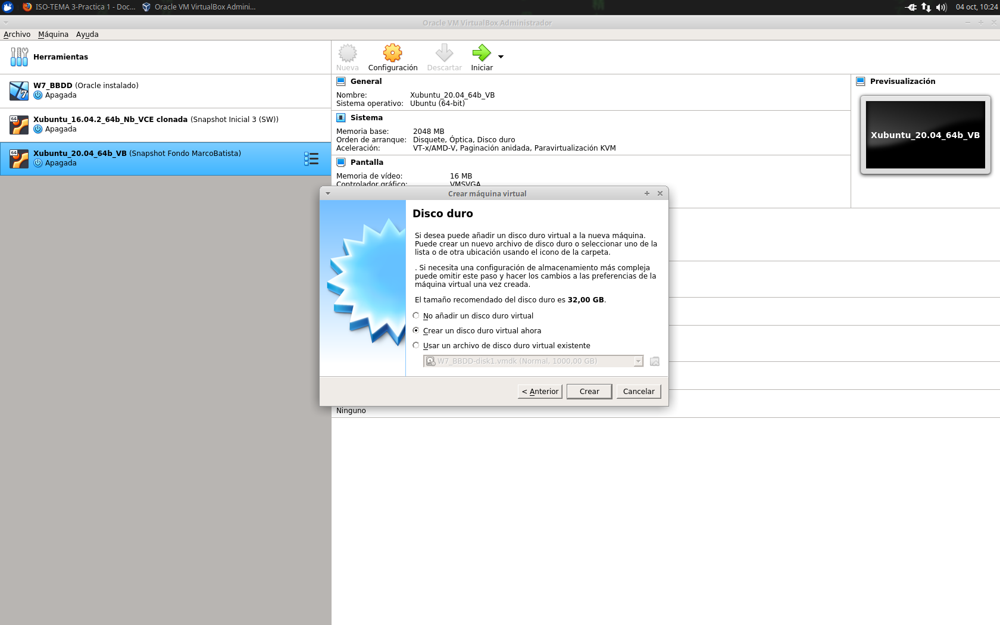 ISO-TEMA 3-Practica 1 - Doc... Oracle VM VirtualBox Admini... 04 oct, 10:24
Oracle VM VirtualBox Administrador
Archivo Máquina Ayuda
Herramientas
Nueva Configuración Descartar Iniciar
W7_BBDD (Oracle instalado)
Apagada
64
Xubuntu_16.04.2_64b_Nb_VCE clonada (Snapshot Inicial 3 (SW))
Apagada
64
Xubuntu_20.04_64b_VB (Snapshot Fondo MarcoBatista)
Apagada
General
Nombre: Xubuntu_20.04_64b_VB
Sistema operativo: Ubuntu (64-bit)
Sistema
Memoria base: 2048 MB
Orden de arranque: Disquete, Óptica, Disco duro
Aceleración: VT-x/AMD-V, Paginación anidada, Paravirtualización KVM
Pantalla
Memoria de vídeo: 16 MB
Controlador gráfico: VMSVGA
Previsualización
Xubuntu_20.04_64b_VB
Crear máquina virtual
Disco duro
Si desea puede añadir un disco duro virtual a la nueva máquina.
Puede crear un nuevo archivo de disco duro o seleccionar uno de la
lista o de otra ubicación usando el icono de la carpeta.
. Si necesita una configuración de almacenamiento más compleja
puede omitir este paso y hacer los cambios a las preferencias de la
máquina virtual una vez creada.
El tamaño recomendado del disco duro es 32,00 GB.
No añadir un disco duro virtual
Crear un disco duro virtual ahora
Usar un archivo de disco duro virtual existente
W7_BBDD-disk1.vmdk (Normal, 1000,00 GB)
< Anterior Crear Cancelar
Ninguno